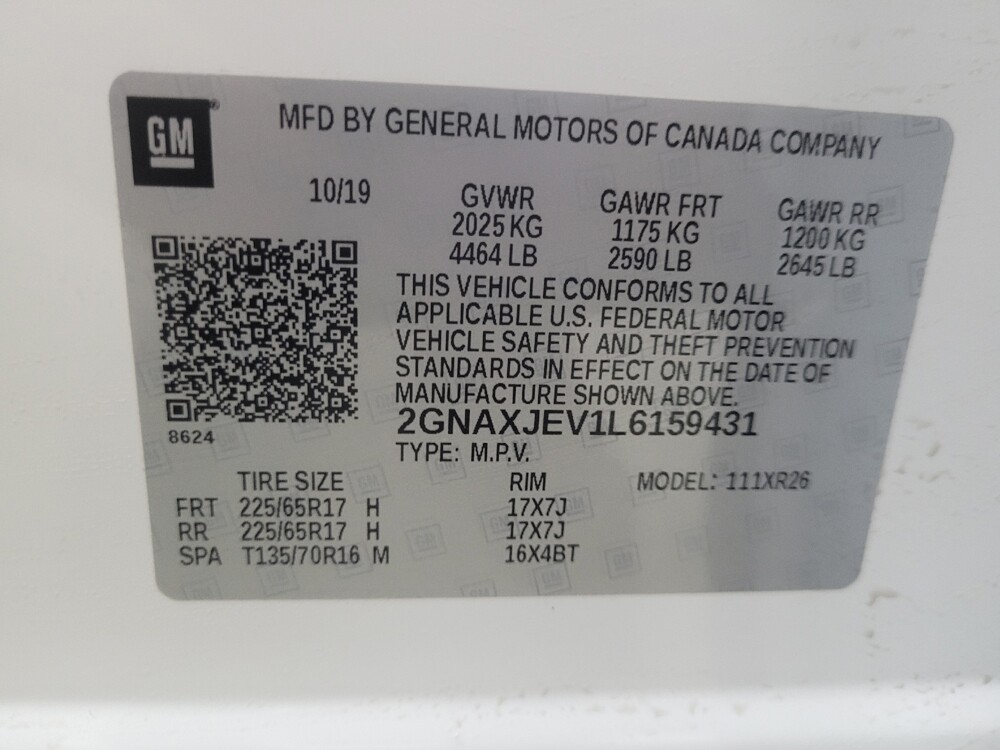 GM
MFD BY GENERAL MOTORS OF CANADA COMPANY
10/19
GVWR
2025 KG
4464 LB
GAWR FRT
1175 KG
2590 LB
GAWR RR
1200 KG
2645 LB
THIS VEHICLE CONFORMS TO ALL
APPLICABLE U.S. FEDERAL MOTOR
VEHICLE SAFETY AND THEFT PREVENTION
STANDARDS IN EFFECT ON THE DATE OF
MANUFACTURE SHOWN ABOVE.
2GNAXJEV1L6159431
TYPE: M.P.V.
8624
TIRE SIZE RIM MODEL: 111XR26
FRT 225/65R17 H 17X7J
RR 225/65R17 H 17X7J
SPA T135/70R16 M 16X4BT